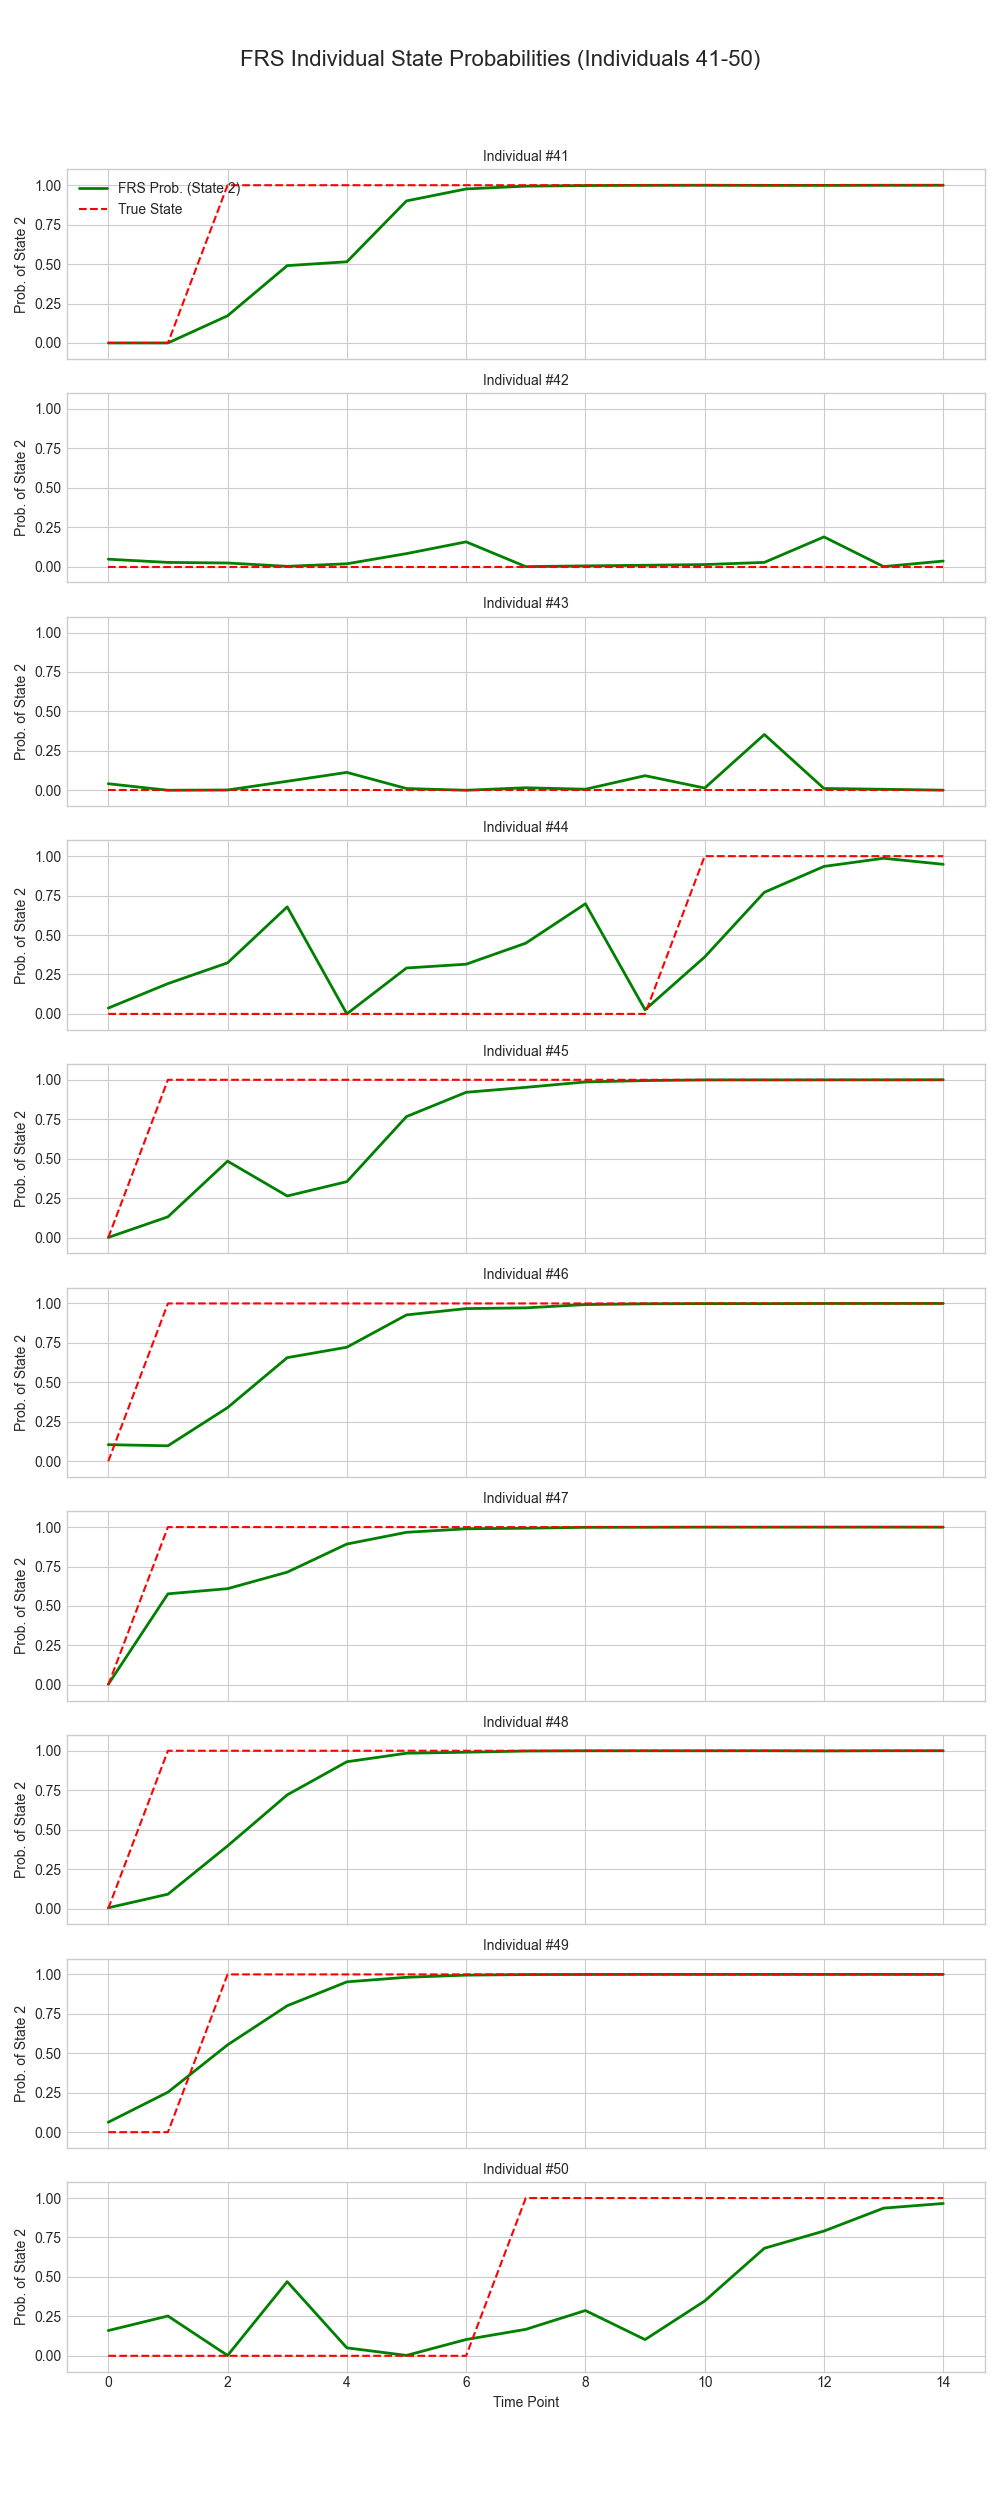 FRS Individual State Probabilities (Individuals 41-50)
Individual #41
1.00
0.75
0.50
0.25
0.00
Prob. of State 2
FRS Prob. (State 2)
True State
Individual #42
1.00
0.75
0.50
0.25
0.00
Prob. of State 2
Individual #43
1.00
0.75
0.50
0.25
0.00
Prob. of State 2
Individual #44
1.00
0.75
0.50
0.25
0.00
Prob. of State 2
Individual #45
1.00
0.75
0.50
0.25
0.00
Prob. of State 2
Individual #46
1.00
0.75
0.50
0.25
0.00
Prob. of State 2
Individual #47
1.00
0.75
0.50
0.25
0.00
Prob. of State 2
Individual #48
1.00
0.75
0.50
0.25
0.00
Prob. of State 2
Individual #49
1.00
0.75
0.50
0.25
0.00
Prob. of State 2
Individual #50
1.00
0.75
0.50
0.25
0.00
Prob. of State 2
0 2 4 6 8 10 12 14
Time Point